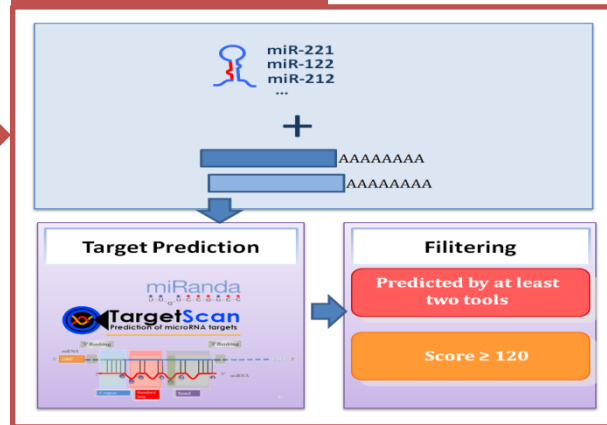 miR-221
miR-122
miR-212
...
+
AAAAAAAA
AAAAAAAA
Target Prediction
miRanda
TargetScan
Prediction of microRNA targets
Filitering
Predicted by at least
two tools
Score ≥ 120